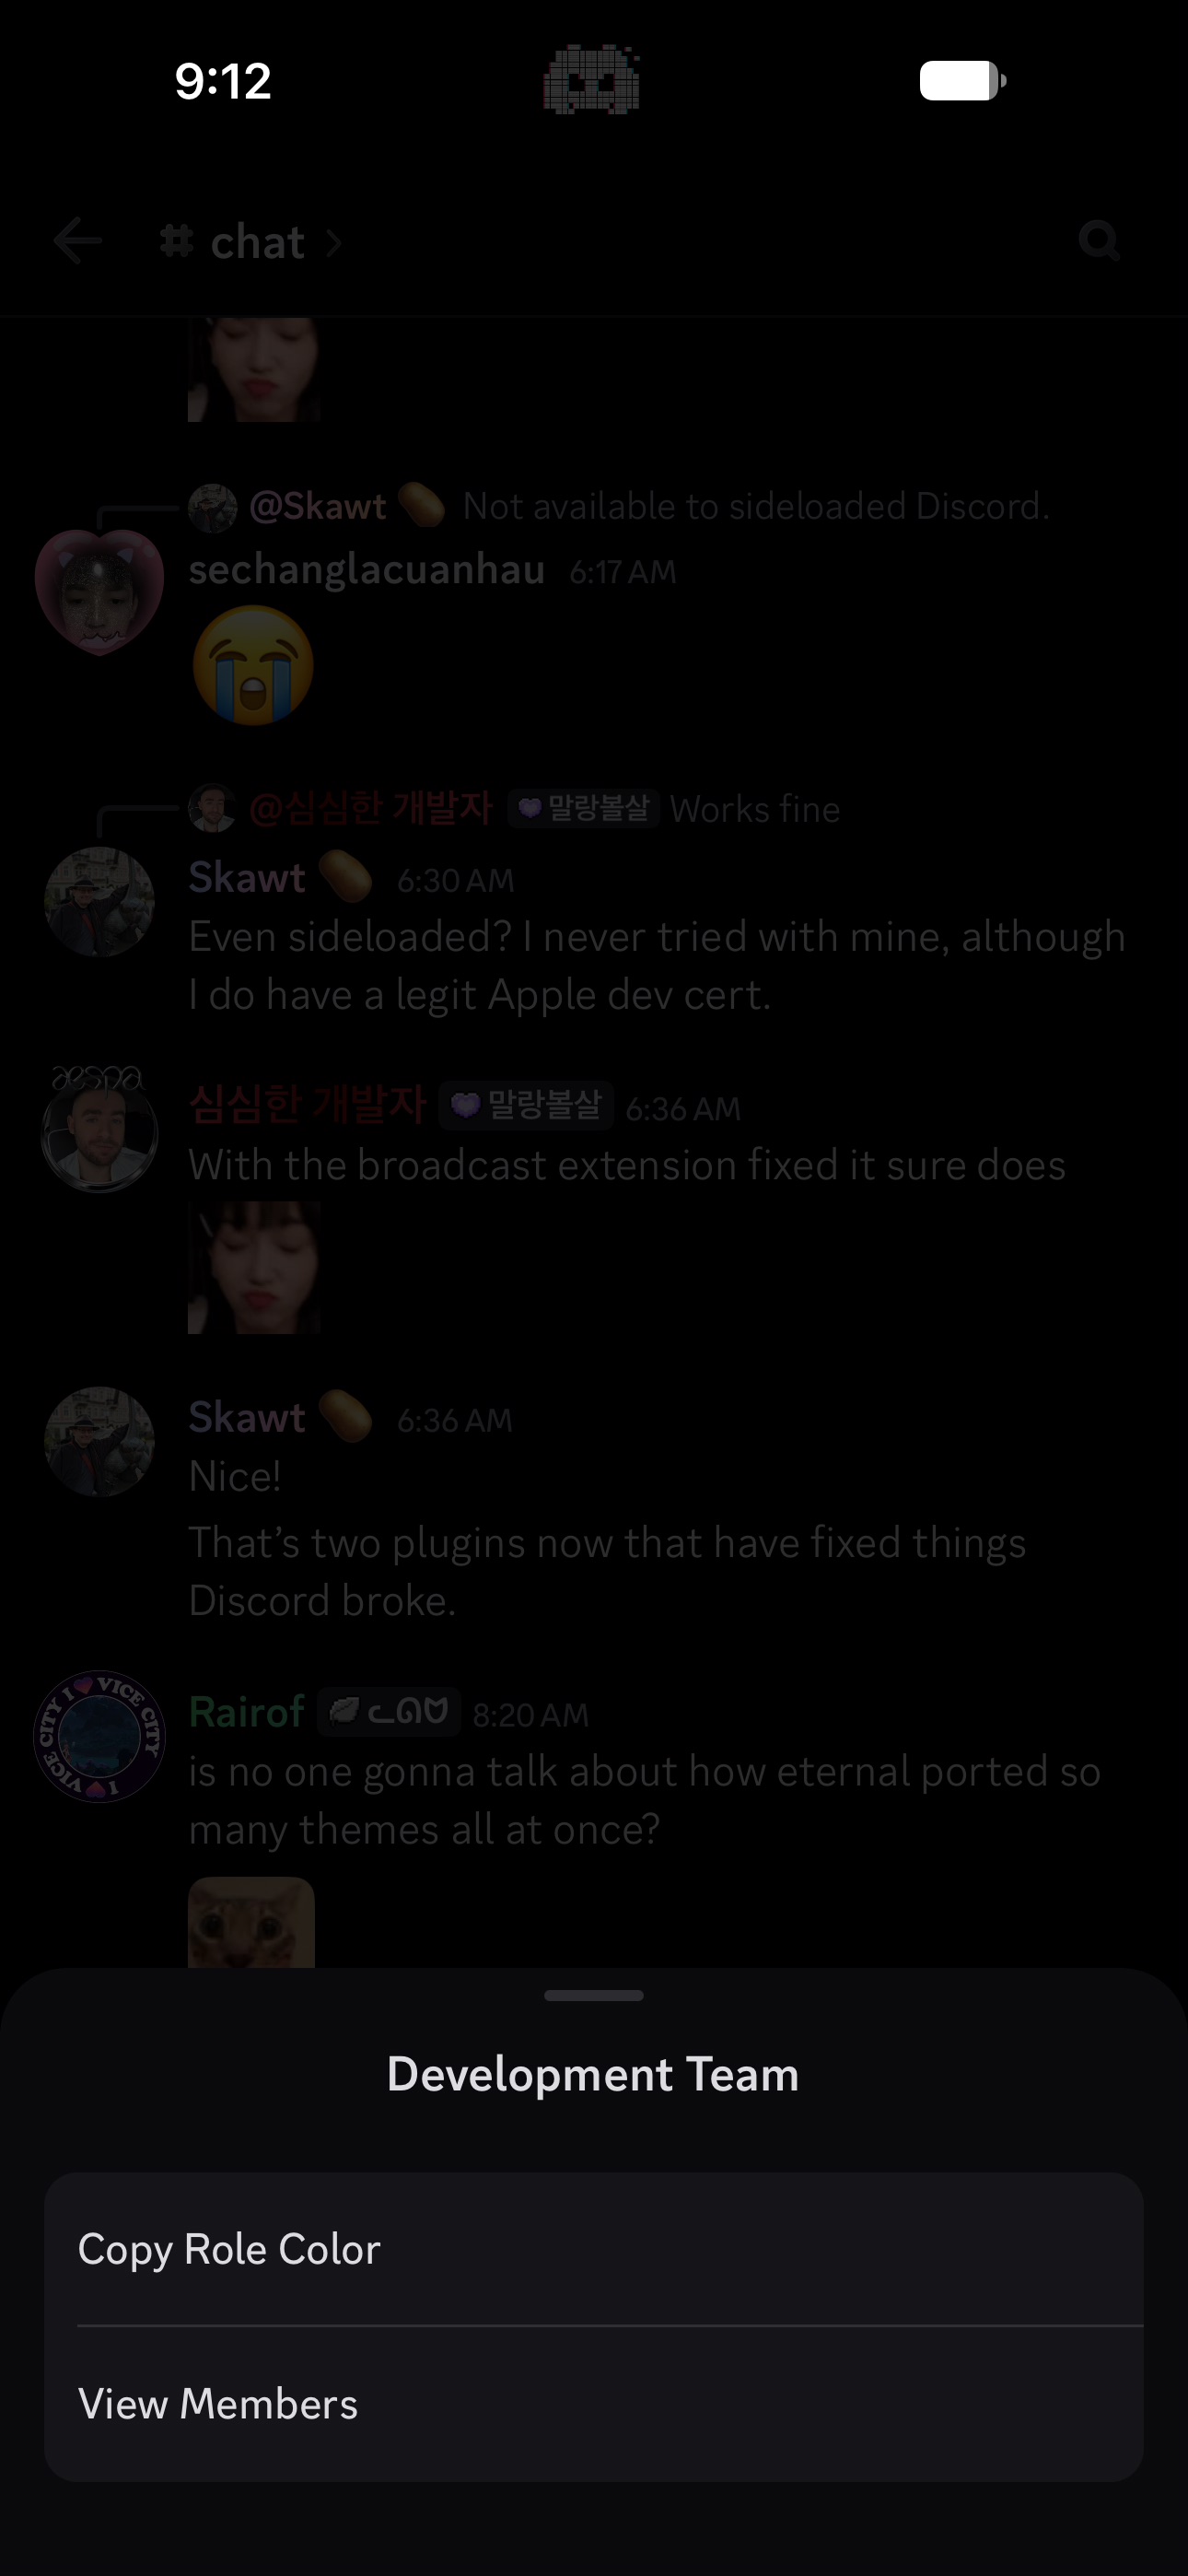 9:12
# chat
@Skawt 🥔 Not available to sideloaded Discord.
sechanglacuanhau 6:17 AM
@심심한 개발자 말랑볼살 Works fine
Skawt 🥔 6:30 AM
Even sideloaded? I never tried with mine, although
I do have a legit Apple dev cert.
aespa
심심한 개발자 말랑볼살 6:36 AM
With the broadcast extension fixed it sure does
Skawt 🥔 6:36 AM
Nice!
That’s two plugins now that have fixed things
Discord broke.
I VICE CITY I VICE CITY
Rairof 8:20 AM
is no one gonna talk about how eternal ported so
many themes all at once?
Development Team
Copy Role Color
View Members